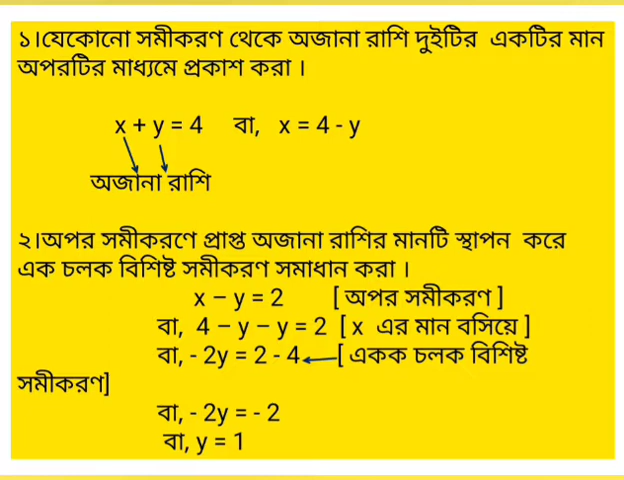 ১।যেকোনো সমীকরণ থেকে অজানা রাশি দুইটির একটির মান
অপরটির মাধ্যমে প্রকাশ করা ।
x + y = 4 বা, x = 4 - y
অজানা রাশি
২।অপর সমীকরণে প্রাপ্ত অজানা রাশির মানটি স্থাপন করে
এক চলক বিশিষ্ট সমীকরণ সমাধান করা ।
x − y = 2 [ অপর সমীকরণ ]
বা, 4 − y − y = 2 [ x এর মান বসিয়ে ]
বা, - 2y = 2 - 4 ←[ একক চলক বিশিষ্ট
সমীকরণ]
বা, - 2y = - 2
বা, y = 1